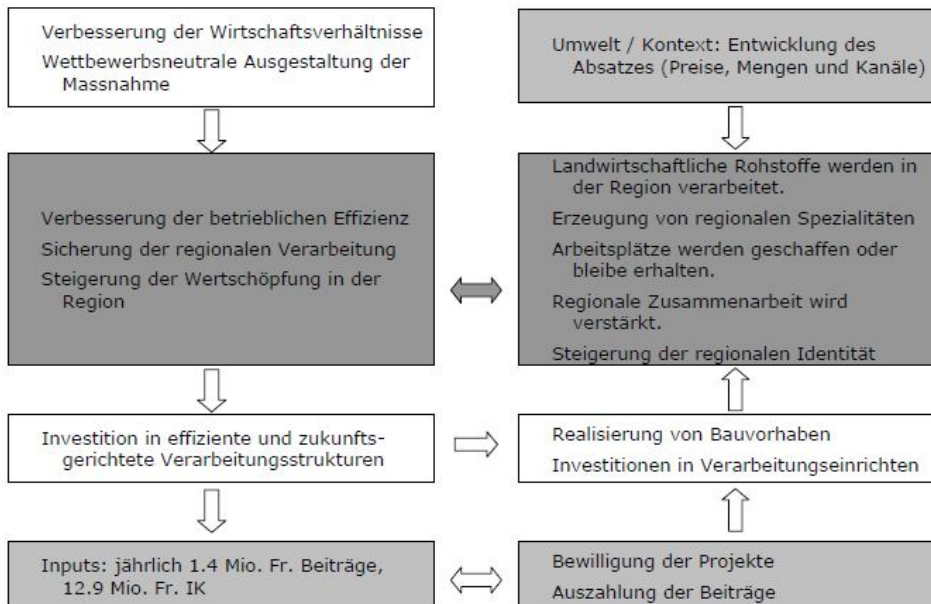 Verbesserung der Wirtschaftsverhältnisse
Wettbewerbsneutrale Ausgestaltung der
Massnahme
Umwelt / Kontext: Entwicklung des
Absatzes (Preise, Mengen und Kanäle)
Verbesserung der betrieblichen Effizienz
Sicherung der regionalen Verarbeitung
Steigerung der Wertschöpfung in der
Region
Landwirtschaftliche Rohstoffe werden in
der Region verarbeitet.
Erzeugung von regionalen Spezialitäten
Arbeitsplätze werden geschaffen oder
bleibe erhalten.
Regionale Zusammenarbeit wird
verstärkt.
Steigerung der regionalen Identität
Investition in effiziente und zukunfts-
gerichtete Verarbeitungsstrukturen
Realisierung von Bauvorhaben
Investitionen in Verarbeitungseinrichten
Inputs: jährlich 1.4 Mio. Fr. Beiträge,
12.9 Mio. Fr. IK
Bewilligung der Projekte
Auszahlung der Beiträge